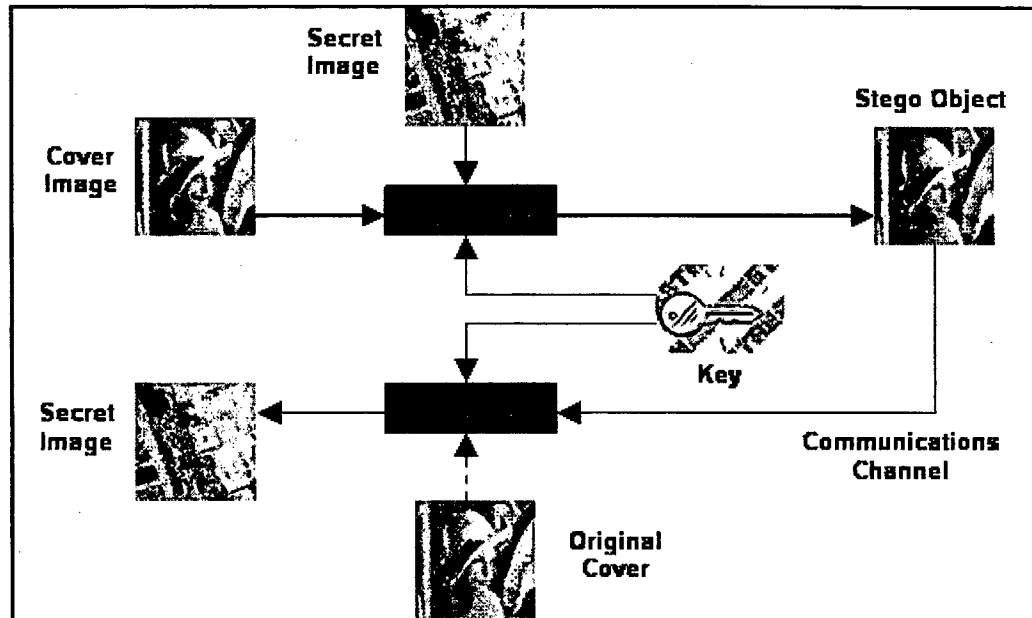 Secret
Image
Stego Object
Cover
Image
Key
Secret
Image
Communications
Channel
Original
Cover